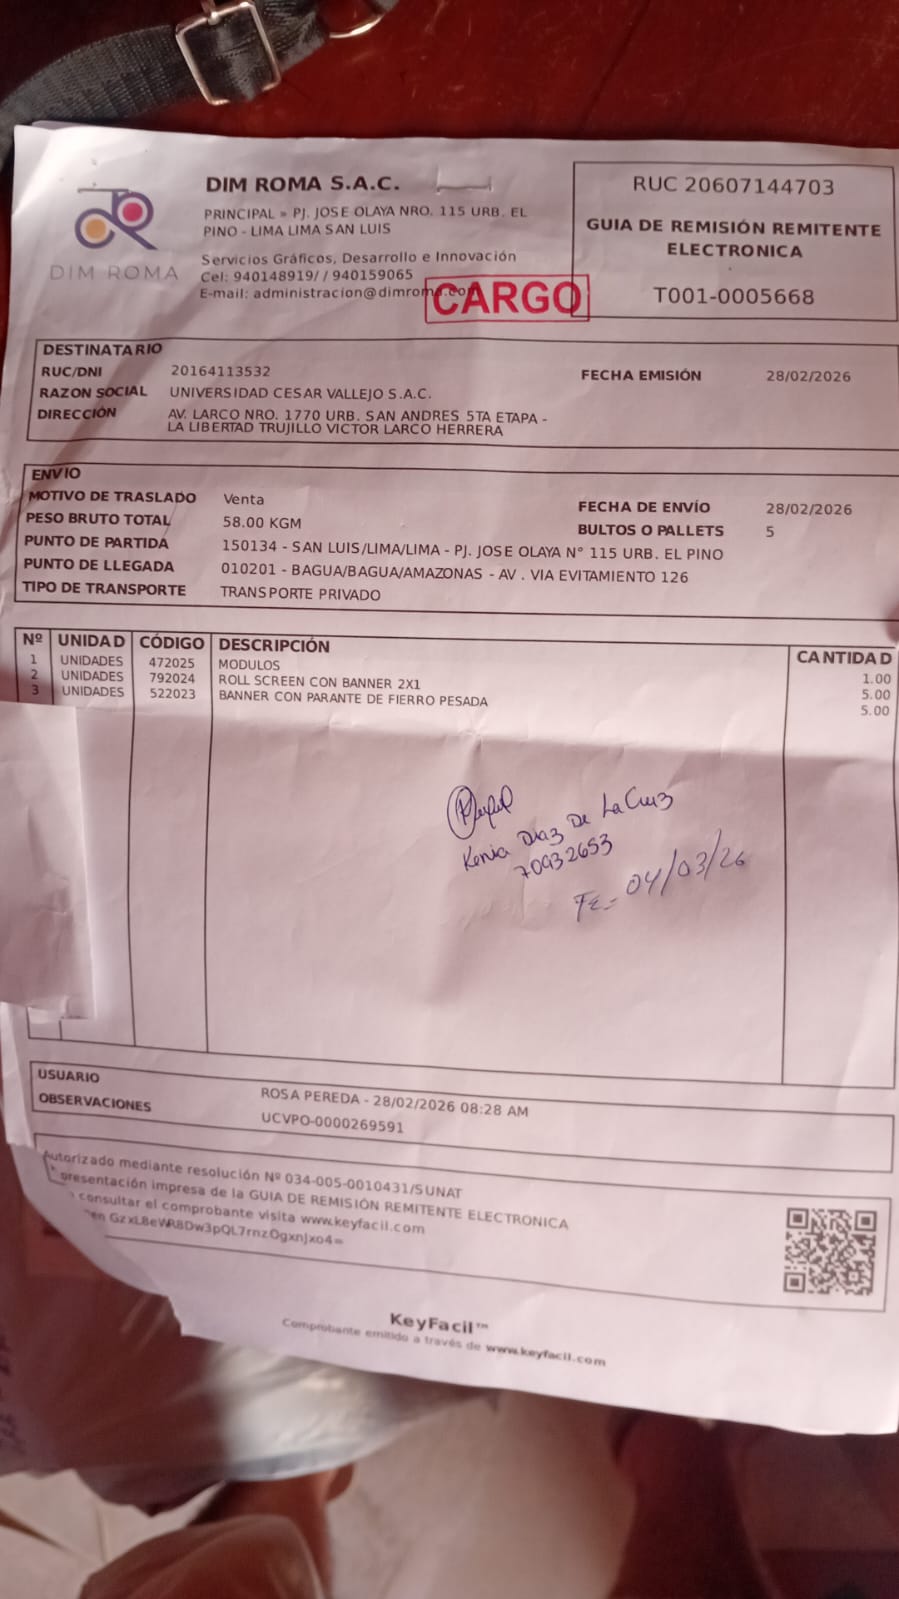 DIM ROMA
DIM ROMA S.A.C.
PRINCIPAL » PJ. JOSE OLAYA NRO. 115 URB. EL
PINO - LIMA LIMA SAN LUIS
Servicios Gráficos, Desarrollo e Innovación
Cel: 940148919/ / 940159065
E-mail: administracion@dimroma.com
CARGO
RUC 20607144703
GUIA DE REMISIÓN REMITENTE
ELECTRONICA
T001-0005668
DESTINATARIO
RUC/DNI 20164113532 FECHA EMISIÓN 28/02/2026
RAZON SOCIAL UNIVERSIDAD CESAR VALLEJO S.A.C.
DIRECCIÓN AV. LARCO NRO. 1770 URB. SAN ANDRES 5TA ETAPA -
LA LIBERTAD TRUJILLO VICTOR LARCO HERRERA
ENVIO
MOTIVO DE TRASLADO Venta FECHA DE ENVÍO 28/02/2026
PESO BRUTO TOTAL 58.00 KGM BULTOS O PALLETS 5
PUNTO DE PARTIDA 150134 - SAN LUIS/LIMA/LIMA - PJ. JOSE OLAYA N° 115 URB. EL PINO
PUNTO DE LLEGADA 010201 - BAGUA/BAGUA/AMAZONAS - AV . VIA EVITAMIENTO 126
TIPO DE TRANSPORTE TRANSPORTE PRIVADO
Nº UNIDAD CÓDIGO DESCRIPCIÓN CANTIDAD
1 UNIDADES 472025 MODULOS 1.00
2 UNIDADES 792024 ROLL SCREEN CON BANNER 2X1 5.00
3 UNIDADES 522023 BANNER CON PARANTE DE FIERRO PESADA 5.00
Kenia Diaz De La Cruz
70932653
FE= 04/03/26
USUARIO ROSA PEREDA - 28/02/2026 08:28 AM
OBSERVACIONES UCVPO-0000269591
Autorizado mediante resolución Nº 034-005-0010431/SUNAT
presentación impresa de la GUIA DE REMISIÓN REMITENTE ELECTRONICA
consultar el comprobante visita www.keyfacil.com
GzxL8eWR8Dw3pQL7rnzOgxnJxo4=
KeyFacil™
Comprobante emitido a través de www.keyfacil.com